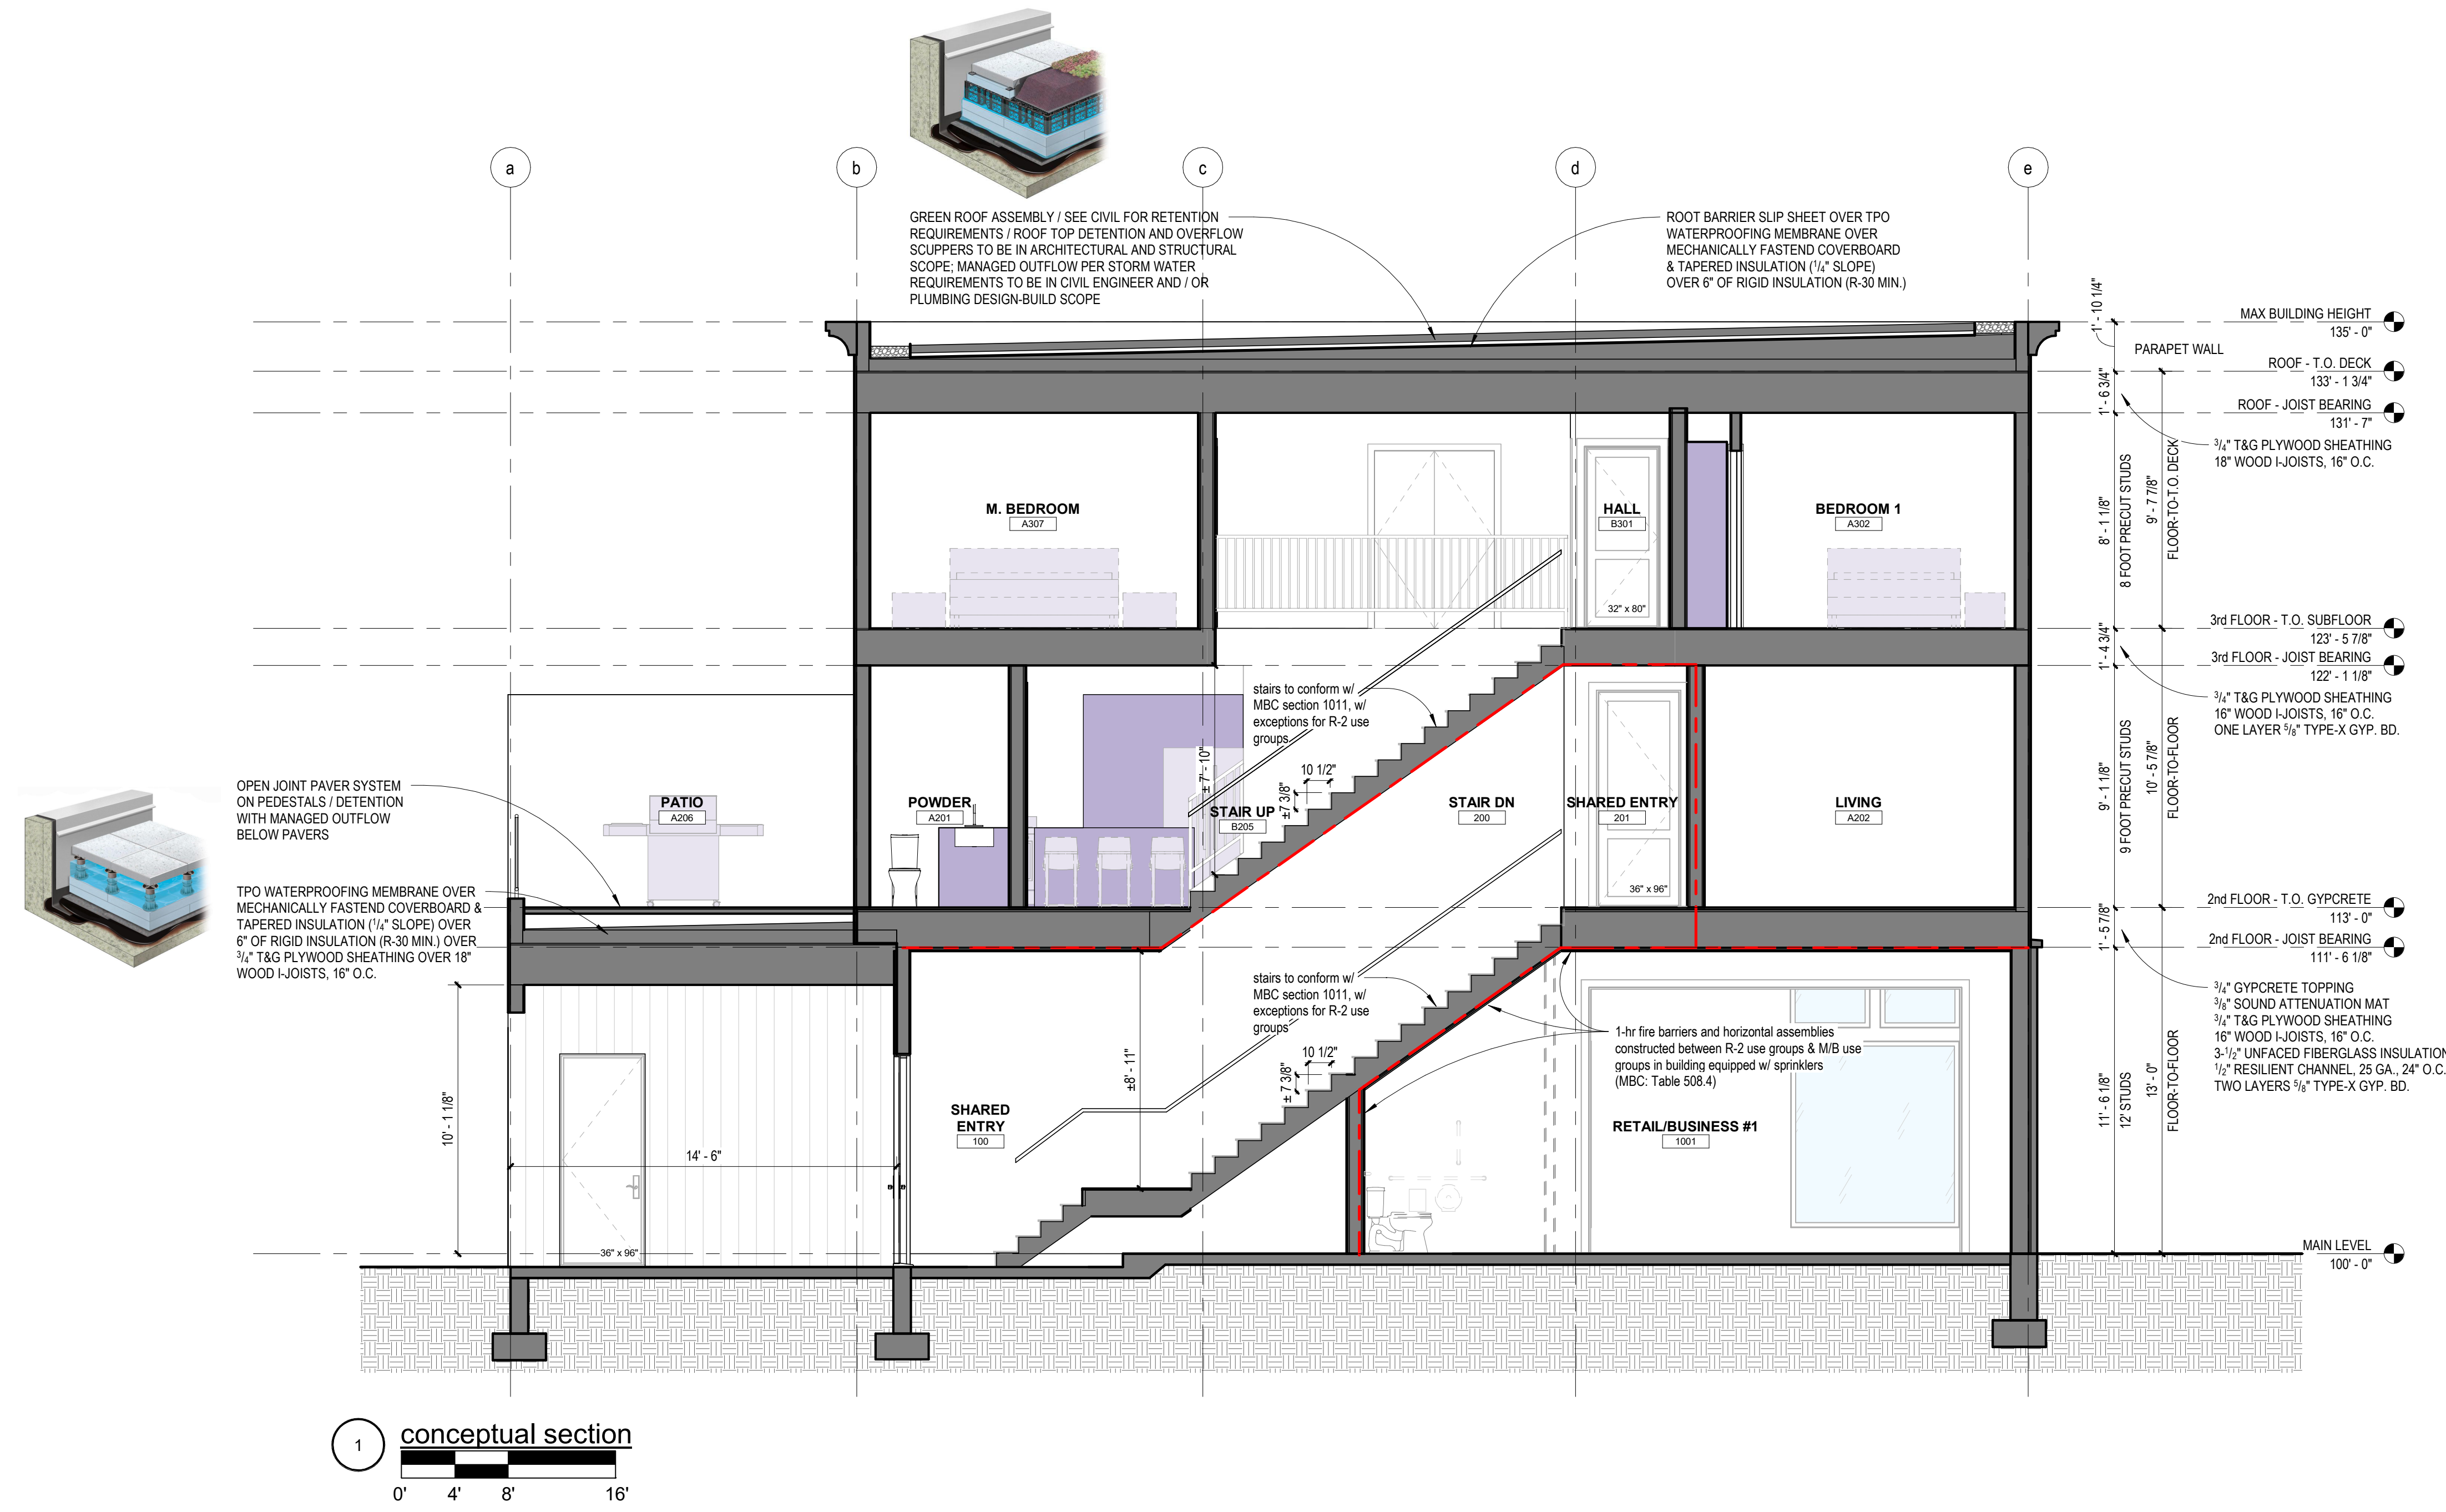 a
b
c
d
e
GREEN ROOF ASSEMBLY / SEE CIVIL FOR RETENTION
REQUIREMENTS / ROOF TOP DETENTION AND OVERFLOW
SCUPPERS TO BE IN ARCHITECTURAL AND STRUCTURAL
SCOPE; MANAGED OUTFLOW PER STORM WATER
REQUIREMENTS TO BE IN CIVIL ENGINEER AND / OR
PLUMBING DESIGN-BUILD SCOPE
ROOT BARRIER SLIP SHEET OVER TPO
WATERPROOFING MEMBRANE OVER
MECHANICALLY FASTEND COVERBOARD
& TAPERED INSULATION (1/4" SLOPE)
OVER 6" OF RIGID INSULATION (R-30 MIN.)
1' - 10 1/4"
MAX BUILDING HEIGHT
135' - 0"
PARAPET WALL
ROOF - T.O. DECK
133' - 1 3/4"
1' - 6 3/4"
ROOF - JOIST BEARING
131' - 7"
3/4" T&G PLYWOOD SHEATHING
18" WOOD I-JOISTS, 16" O.C.
8' - 1 1/8"
8 FOOT PRECUT STUDS
9' - 7 7/8"
FLOOR-TO-T.O. DECK
M. BEDROOM
A307
HALL
B301
32" x 80"
BEDROOM 1
A302
3rd FLOOR - T.O. SUBFLOOR
123' - 5 7/8"
1' - 4 3/4"
3rd FLOOR - JOIST BEARING
122' - 1 1/8"
3/4" T&G PLYWOOD SHEATHING
16" WOOD I-JOISTS, 16" O.C.
ONE LAYER 5/8" TYPE-X GYP. BD.
9' - 1 1/8"
9 FOOT PRECUT STUDS
10' - 5 7/8"
FLOOR-TO-FLOOR
stairs to conform w/
MBC section 1011, w/
exceptions for R-2 use
groups
± 7' - 10"
10 1/2"
±7 3/8"
OPEN JOINT PAVER SYSTEM
ON PEDESTALS / DETENTION
WITH MANAGED OUTFLOW
BELOW PAVERS
PATIO
A206
POWDER
A201
STAIR UP
B205
STAIR DN
200
SHARED ENTRY
201
36" x 96"
LIVING
A202
TPO WATERPROOFING MEMBRANE OVER
MECHANICALLY FASTEND COVERBOARD &
TAPERED INSULATION (1/4" SLOPE) OVER
6" OF RIGID INSULATION (R-30 MIN.) OVER
3/4" T&G PLYWOOD SHEATHING OVER 18"
WOOD I-JOISTS, 16" O.C.
2nd FLOOR - T.O. GYPCRETE
113' - 0"
1' - 5 7/8"
2nd FLOOR - JOIST BEARING
111' - 6 1/8"
3/4" GYPCRETE TOPPING
3/8" SOUND ATTENUATION MAT
3/4" T&G PLYWOOD SHEATHING
16" WOOD I-JOISTS, 16" O.C.
3-1/2" UNFACED FIBERGLASS INSULATION
1/2" RESILIENT CHANNEL, 25 GA., 24" O.C.
TWO LAYERS 5/8" TYPE-X GYP. BD.
11' - 6 1/8"
12' STUDS
13' - 0"
FLOOR-TO-FLOOR
stairs to conform w/
MBC section 1011, w/
exceptions for R-2 use
groups
1-hr fire barriers and horizontal assemblies
constructed between R-2 use groups & M/B use
groups in building equipped w/ sprinklers
(MBC: Table 508.4)
10 1/2"
± 7 3/8"
±8' - 11"
10' - 1 1/8"
14' - 6"
SHARED
ENTRY
100
RETAIL/BUSINESS #1
1001
36" x 96"
MAIN LEVEL
100' - 0"
1
conceptual section
0'
4'
8'
16'